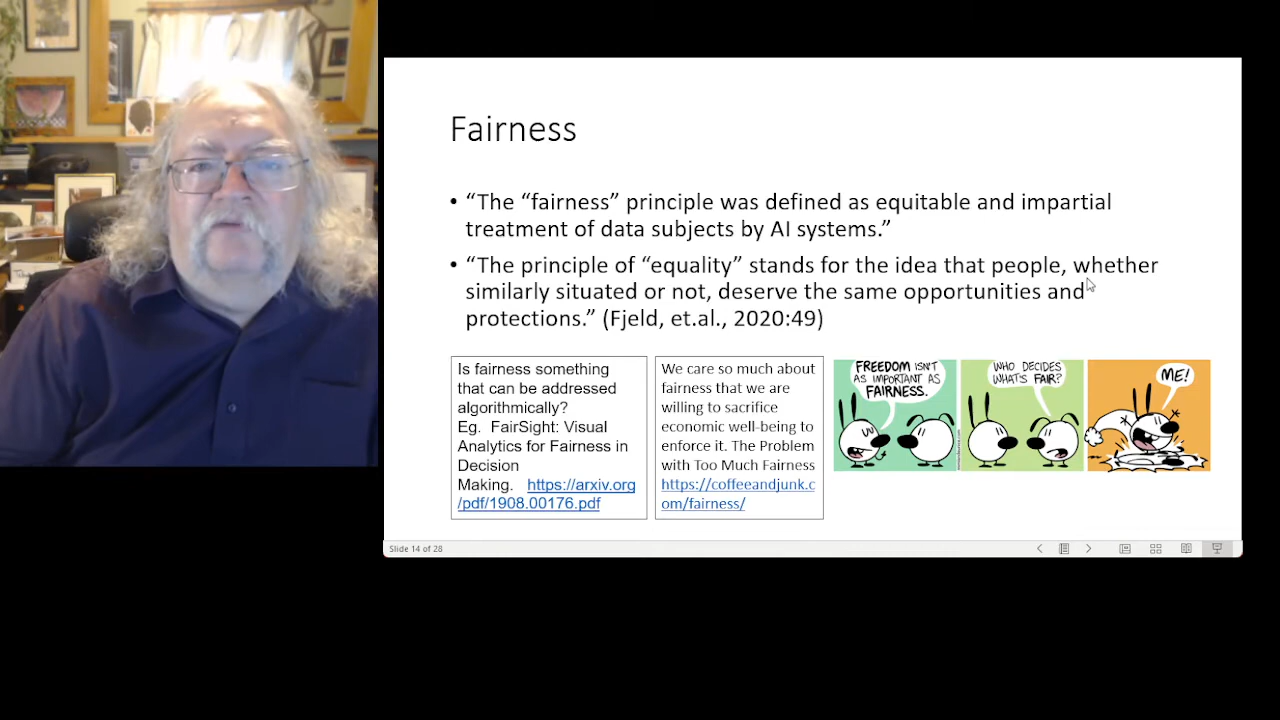 Fairness
• “The “fairness” principle was defined as equitable and impartial
treatment of data subjects by AI systems.”
• “The principle of “equality” stands for the idea that people, whether
similarly situated or not, deserve the same opportunities and
protections.” (Fjeld, et.al., 2020:49)
Is fairness something
that can be addressed
algorithmically?
Eg. FairSight: Visual
Analytics for Fairness in
Decision
Making. https://arxiv.org
/pdf/1908.00176.pdf
We care so much about
fairness that we are
willing to sacrifice
economic well-being to
enforce it. The Problem
with Too Much Fairness
https://coffeeandjunk.c
om/fairness/
FREEDOM ISN'T
AS IMPORTANT AS
FAIRNESS.
WHO DECIDES
WHAT'S FAIR?
ME!
Slide 14 of 28